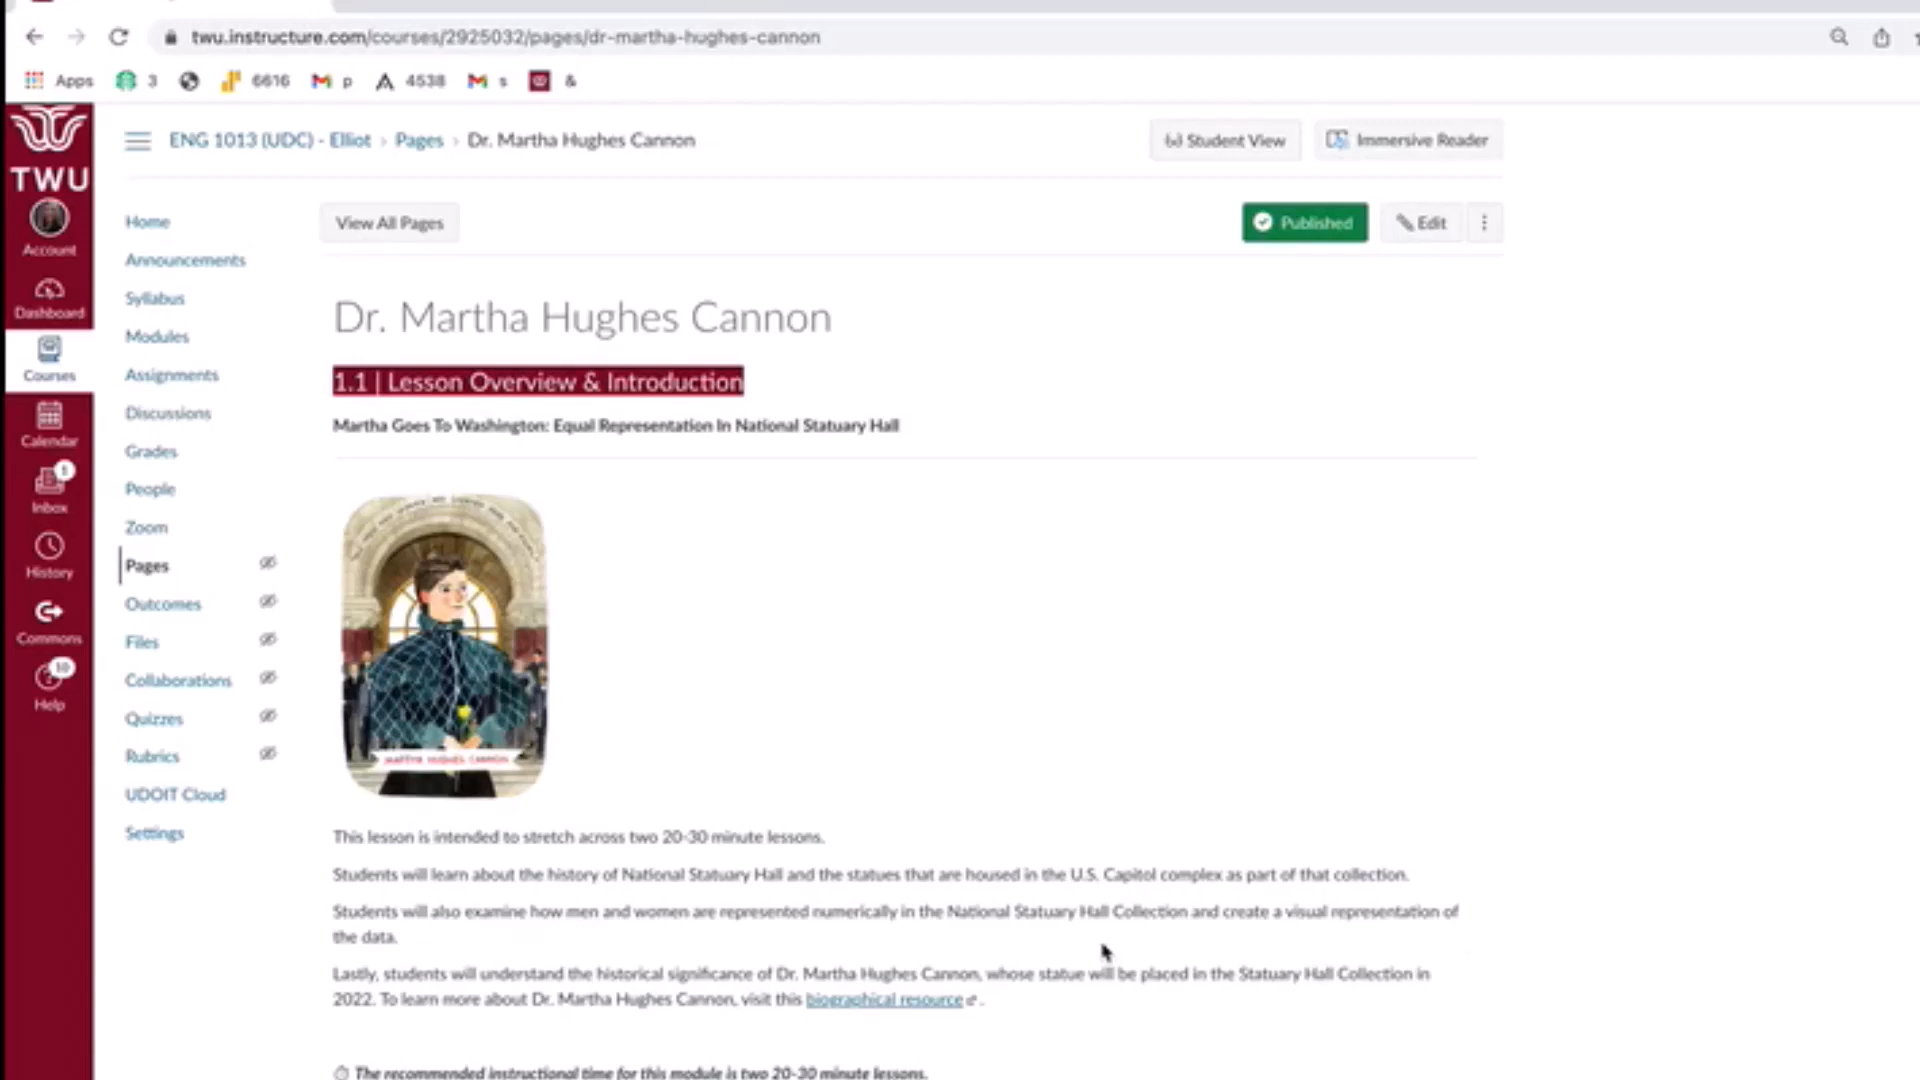 twu.instructure.com/courses/2925032/pages/dr-martha-hughes-cannon
Apps 3 6616 p 4538 s &
TWU
Account
Dashboard
Courses
Calendar
1
Inbox
History
Commons
10
Help
ENG 1013 (UDC) - Elliot › Pages › Dr. Martha Hughes Cannon
Student View
Immersive Reader
Home
Announcements
Syllabus
Modules
Assignments
Discussions
Grades
People
Zoom
Pages
Outcomes
Files
Collaborations
Quizzes
Rubrics
UDOIT Cloud
Settings
View All Pages
Published
Edit
Dr. Martha Hughes Cannon
1.1 | Lesson Overview & Introduction
Martha Goes To Washington: Equal Representation In National Statuary Hall
MARTHA HUGHES CANNON
This lesson is intended to stretch across two 20-30 minute lessons.
Students will learn about the history of National Statuary Hall and the statues that are housed in the U.S. Capitol complex as part of that collection.
Students will also examine how men and women are represented numerically in the National Statuary Hall Collection and create a visual representation of
the data.
Lastly, students will understand the historical significance of Dr. Martha Hughes Cannon, whose statue will be placed in the Statuary Hall Collection in
2022. To learn more about Dr. Martha Hughes Cannon, visit this biographical resource .
The recommended instructional time for this module is two 20-30 minute lessons.